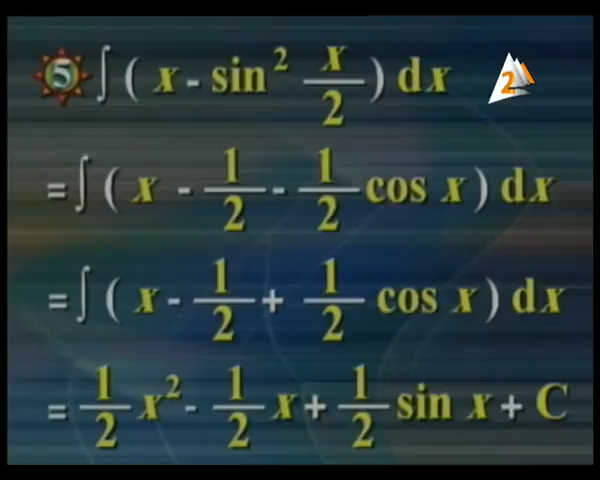 5 ∫ ( x - sin² x/2 ) dx
2
= ∫ ( x - 1/2 - 1/2 cos x ) dx
= ∫ ( x - 1/2 + 1/2 cos x ) dx
= 1/2 x² - 1/2 x + 1/2 sin x + C